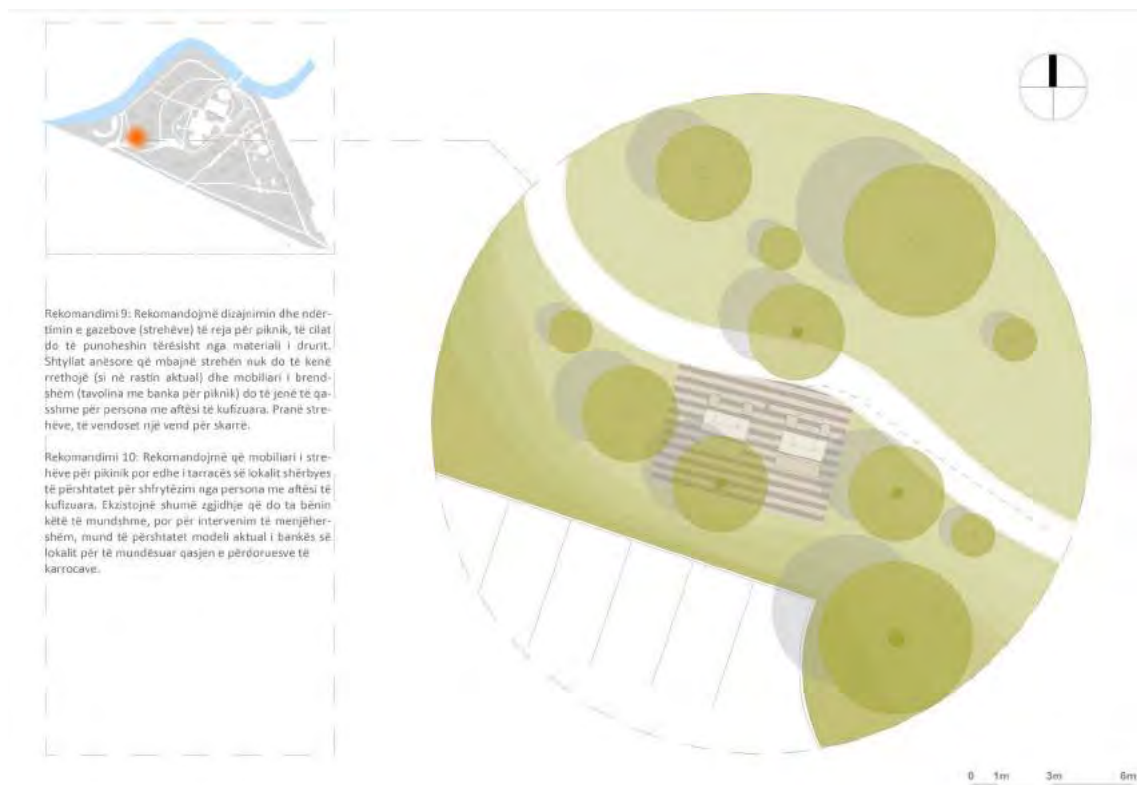 Rekomandimi 9: Rekomandojmë dizajnimin dhe ndër-
timin e gazebove (strehëve) të reja për piknik, të cilat
do të punoheshin tërësisht nga materiali i drurit.
Shtyllat anësore që mbajnë strehën nuk do të kenë
rrethojë (si në rastin aktual) dhe mobiliari i brend-
shëm (tavolina me banka për piknik) do të jenë të qa-
sshme për persona me aftësi të kufizuara. Pranë stre-
hëve, të vendoset një vend për skarrë.
Rekomandimi 10: Rekomandojmë që mobiliari i stre-
hëve për pikinik por edhe i tarracës së lokalit shërbyes
të përshtatet për shfrytëzim nga persona me aftësi të
kufizuara. Ekzistojnë shumë zgjidhje që do ta bënin
këtë të mundshme, por për intervenim të menjëher-
shëm, mund të përshtatet modeli aktual i bankës së
lokalit për të mundësuar qasjen e përdoruesve të
karrocave.
0 1m 3m 6m